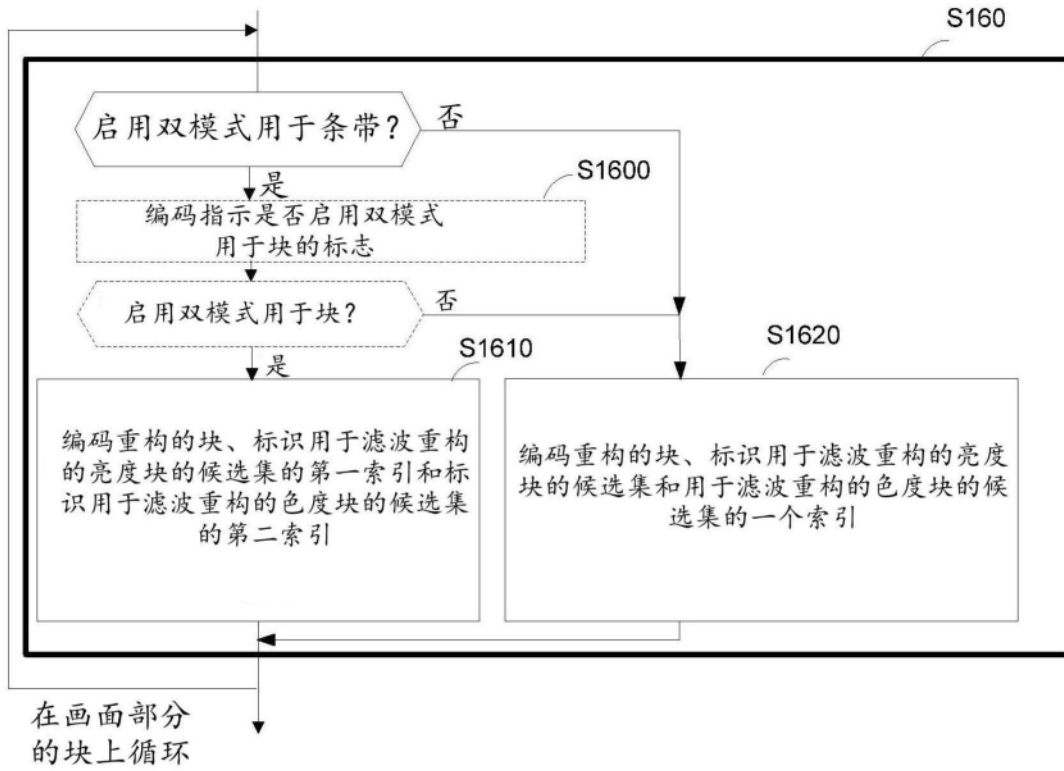 S160
启用双模式用于条带?
否
是
S1600
编码指示是否启用双模式
用于块的标志
启用双模式用于块?
否
是
S1610
S1620
编码重构的块、标识用于滤波重构
的亮度块的候选集的第一索引和标
识用于滤波重构的色度块的候选集
的第二索引
编码重构的块、标识用于滤波重构的亮度
块的候选集和用于滤波重构的色度块的候
选集的一个索引
在画面部分
的块上循环